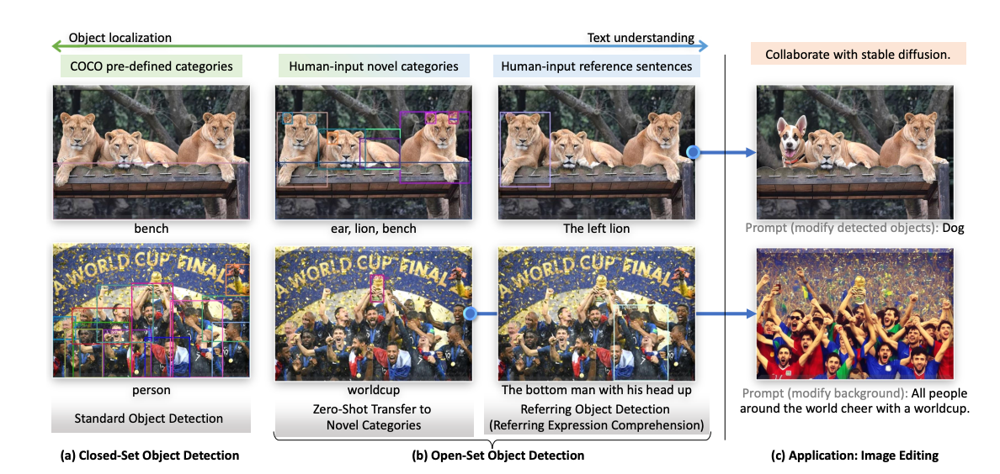 Object localization
Text understanding
COCO pre-defined categories
Human-input novel categories
Human-input reference sentences
Collaborate with stable diffusion.
bench
ear, lion, bench
The left lion
Prompt (modify detected objects): Dog
A WORLD CUP FINAL
A WORLD CUP FINAL
A WORLD CUP FINAL
person
worldcup
The bottom man with his head up
Prompt (modify background): All people
around the world cheer with a worldcup.
Standard Object Detection
Zero-Shot Transfer to
Novel Categories
Referring Object Detection
(Referring Expression Comprehension)
(a) Closed-Set Object Detection
(b) Open-Set Object Detection
(c) Application: Image Editing